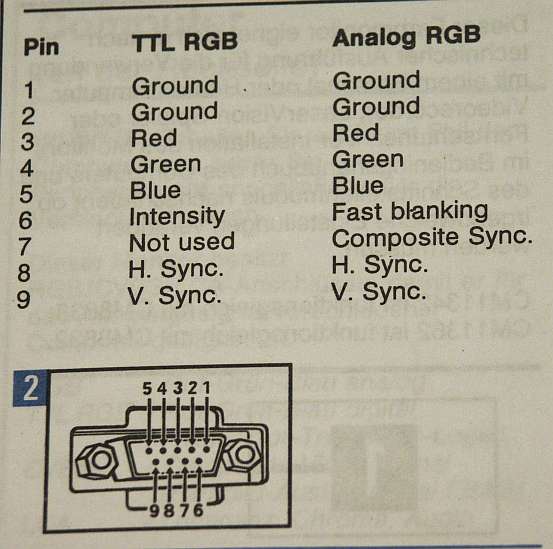 Pin TTL RGB Analog RGB
1 Ground Ground
2 Ground Ground
3 Red Red
4 Green Green
5 Blue Blue
6 Intensity Fast blanking
7 Not used Composite Sync.
8 H. Sync. H. Sync.
9 V. Sync. V. Sync.
2
5 4 3 2 1
9 8 7 6